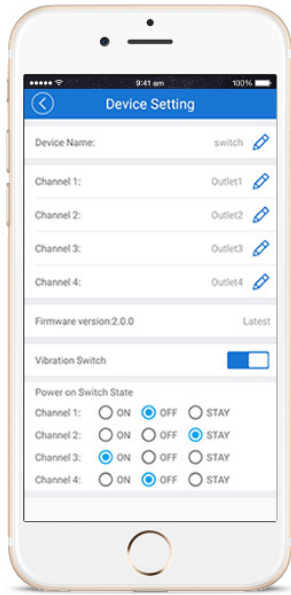 9:41 am 100%
Device Setting
Device Name: switch
Channel 1: Outlet1
Channel 2: Outlet2
Channel 3: Outlet3
Channel 4: Outlet4
Firmware version:2.0.0 Latest
Vibration Switch
Power on Switch State
Channel 1: ON OFF STAY
Channel 2: ON OFF STAY
Channel 3: ON OFF STAY
Channel 4: ON OFF STAY